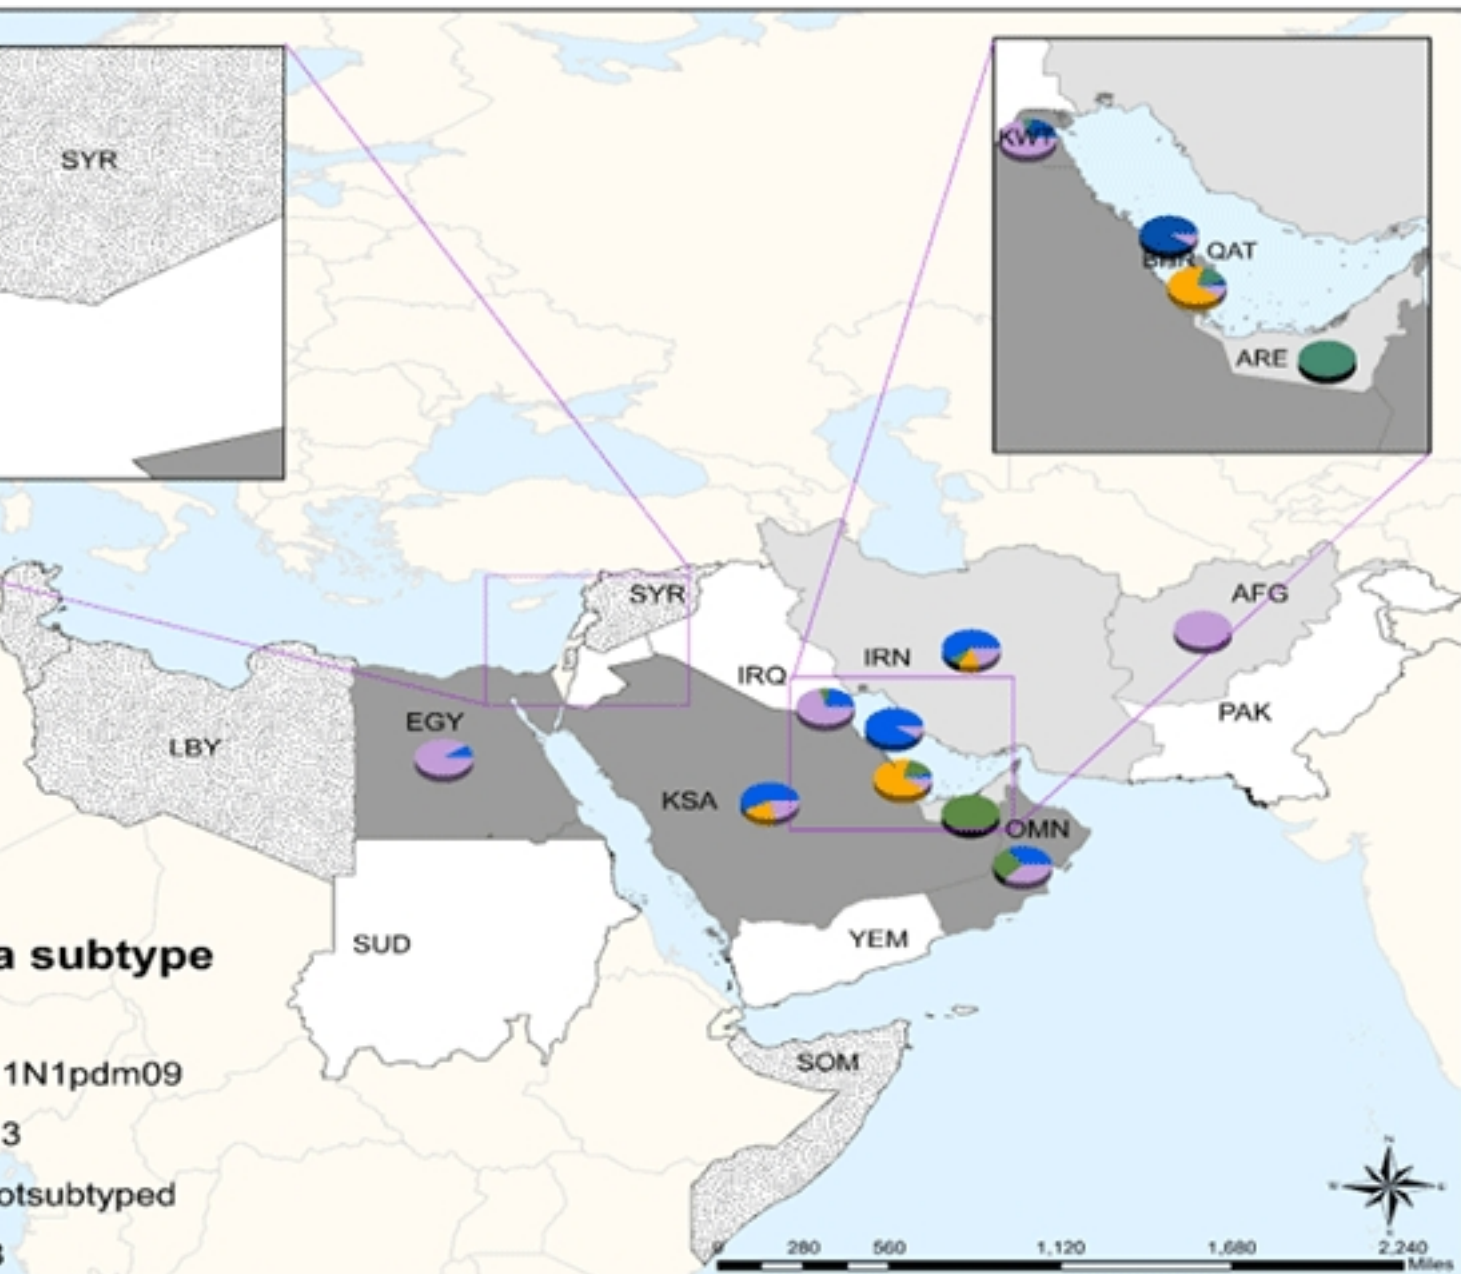 SYR
KWT
QAT
BHR
ARE
SYR
AFG
IRN
IRQ
PAK
EGY
LBY
KSA
OMN
SUD
YEM
a subtype
SOM
1N1pdm09
3
otsubtyped
N
0 280 560 1,120 1,680 2,240
Miles